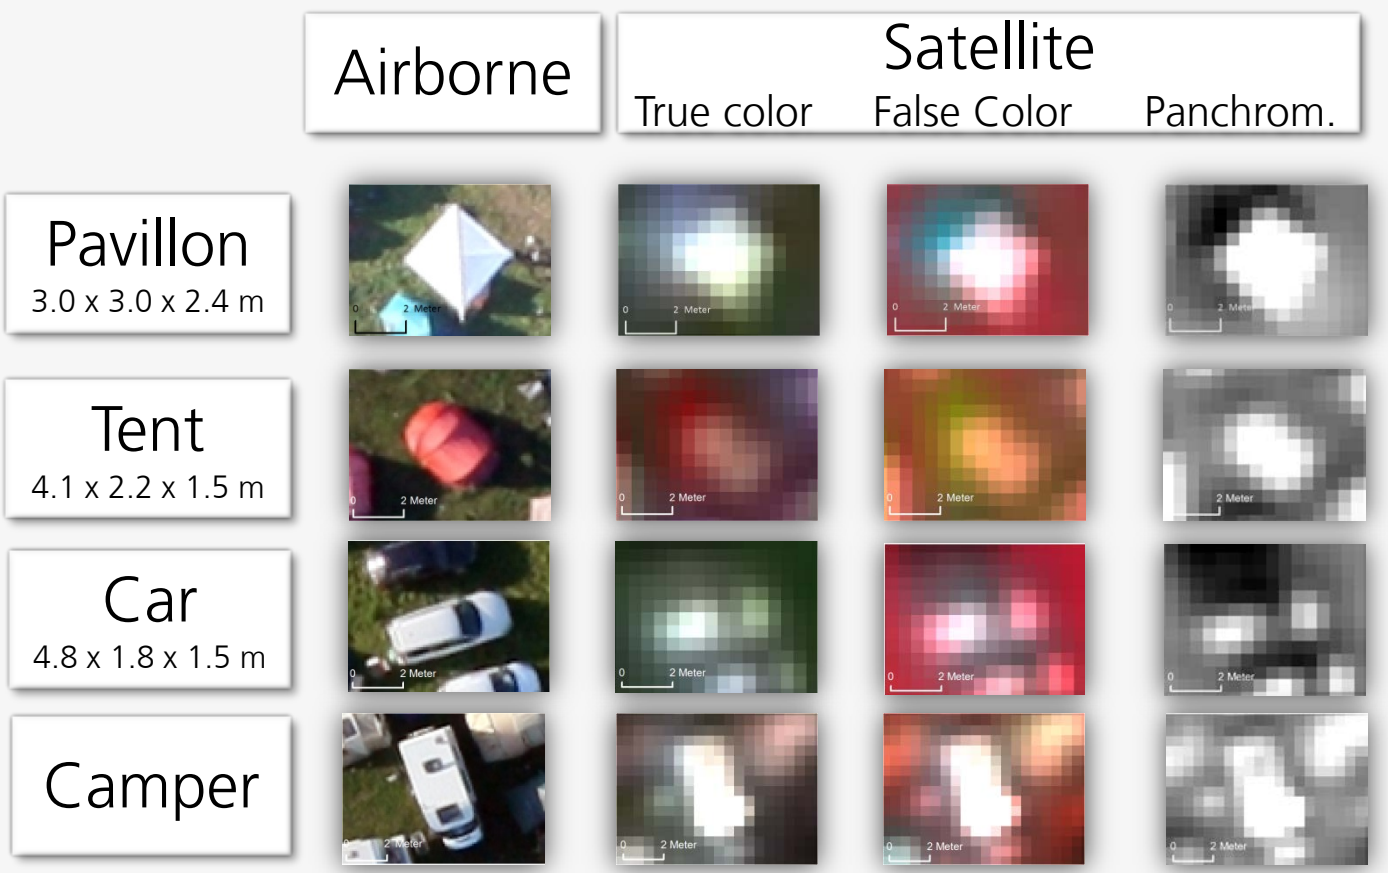 Airborne
Satellite
True color False Color Panchrom.
Pavillon
3.0 x 3.0 x 2.4 m
0 2 Meter
0 2 Meter
0 2 Meter
0 2 Meter
Tent
4.1 x 2.2 x 1.5 m
0 2 Meter
0 2 Meter
0 2 Meter
2 Meter
Car
4.8 x 1.8 x 1.5 m
0 2 Meter
0 2 Meter
0 2 Meter
0 2 Meter
Camper
0 2 Meter
0 2 Meter
0 2 Meter
0 2 Meter